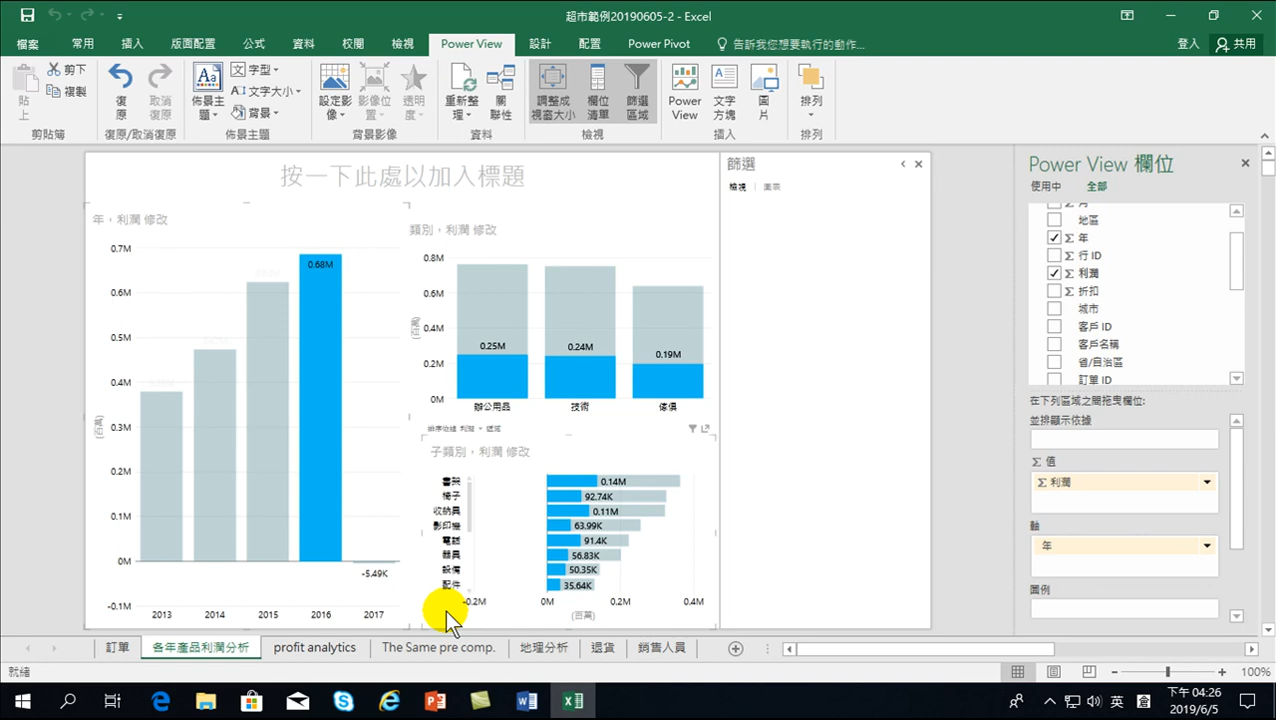 超市範例20190605-2 - Excel
檔案 常用 插入 版面配置 公式 資料 校閱 檢視 Power View 設計 配置 Power Pivot 告訴我您想要執行的動作... 登入 共用
貼上 剪下 複製 復原 取消復原 佈景主題 字型 文字大小 背景 設定影像 影像位置 透明度 重新整理 關聯性 調整成視窗大小 欄位清單 篩選區域 Power View 文字方塊 圖片 排列
剪貼簿 復原/取消復原 佈景主題 背景影像 資料 檢視 插入 排列
按一下此處以加入標題
年,利潤 修改
0.7M
0.6M
0.5M
0.4M
0.3M
0.2M
0.1M
0M
-0.1M
(百萬)
0.68M
-5.49K
2013 2014 2015 2016 2017
類別,利潤 修改
0.8M
0.6M
0.4M
0.2M
0M
(百萬)
0.25M 0.24M 0.19M
辦公用品 技術 傢俱
排序依據 利潤 遞減
子類別,利潤 修改
書架 0.14M
椅子 92.74K
收納具 0.11M
影印機 63.99K
電話 91.4K
器具 56.83K
設備 50.35K
配件 35.64K
-0.2M 0M 0.2M 0.4M
(百萬)
篩選
檢視 | 圖表
Power View 欄位
使用中 全部
月
地區
Σ 年
Σ 行 ID
Σ 利潤
Σ 折扣
城市
客戶 ID
客戶名稱
省/自治區
訂單 ID
在下列區域之間拖曳欄位:
並排顯示依據
Σ 值
Σ 利潤
軸
年
圖例
訂單 各年產品利潤分析 profit analytics The Same pre comp. 地理分析 退貨 銷售人員
就緒 100%
英 下午 04:26
2019/6/5